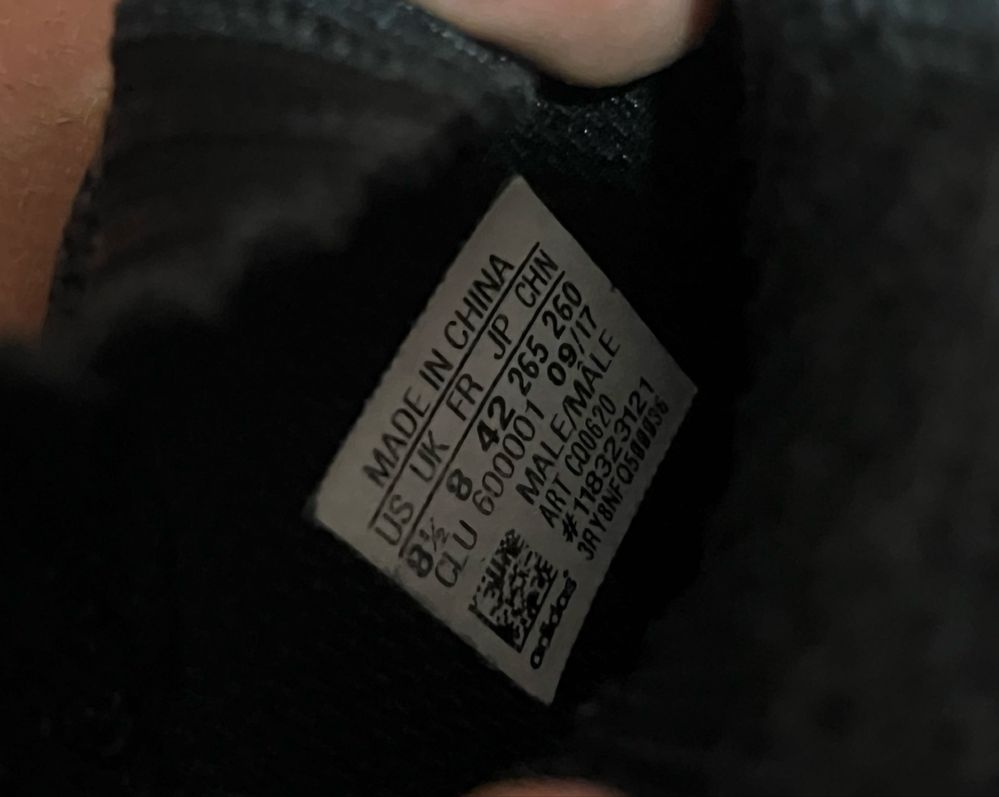 MADE IN CHINA
US UK FR JP CHN
8½ 8 42 265 260
CLU 600001 09/17
MALE/MÂLE
ART CQ0620
#118323121
3RY8NFQ500036
adidas